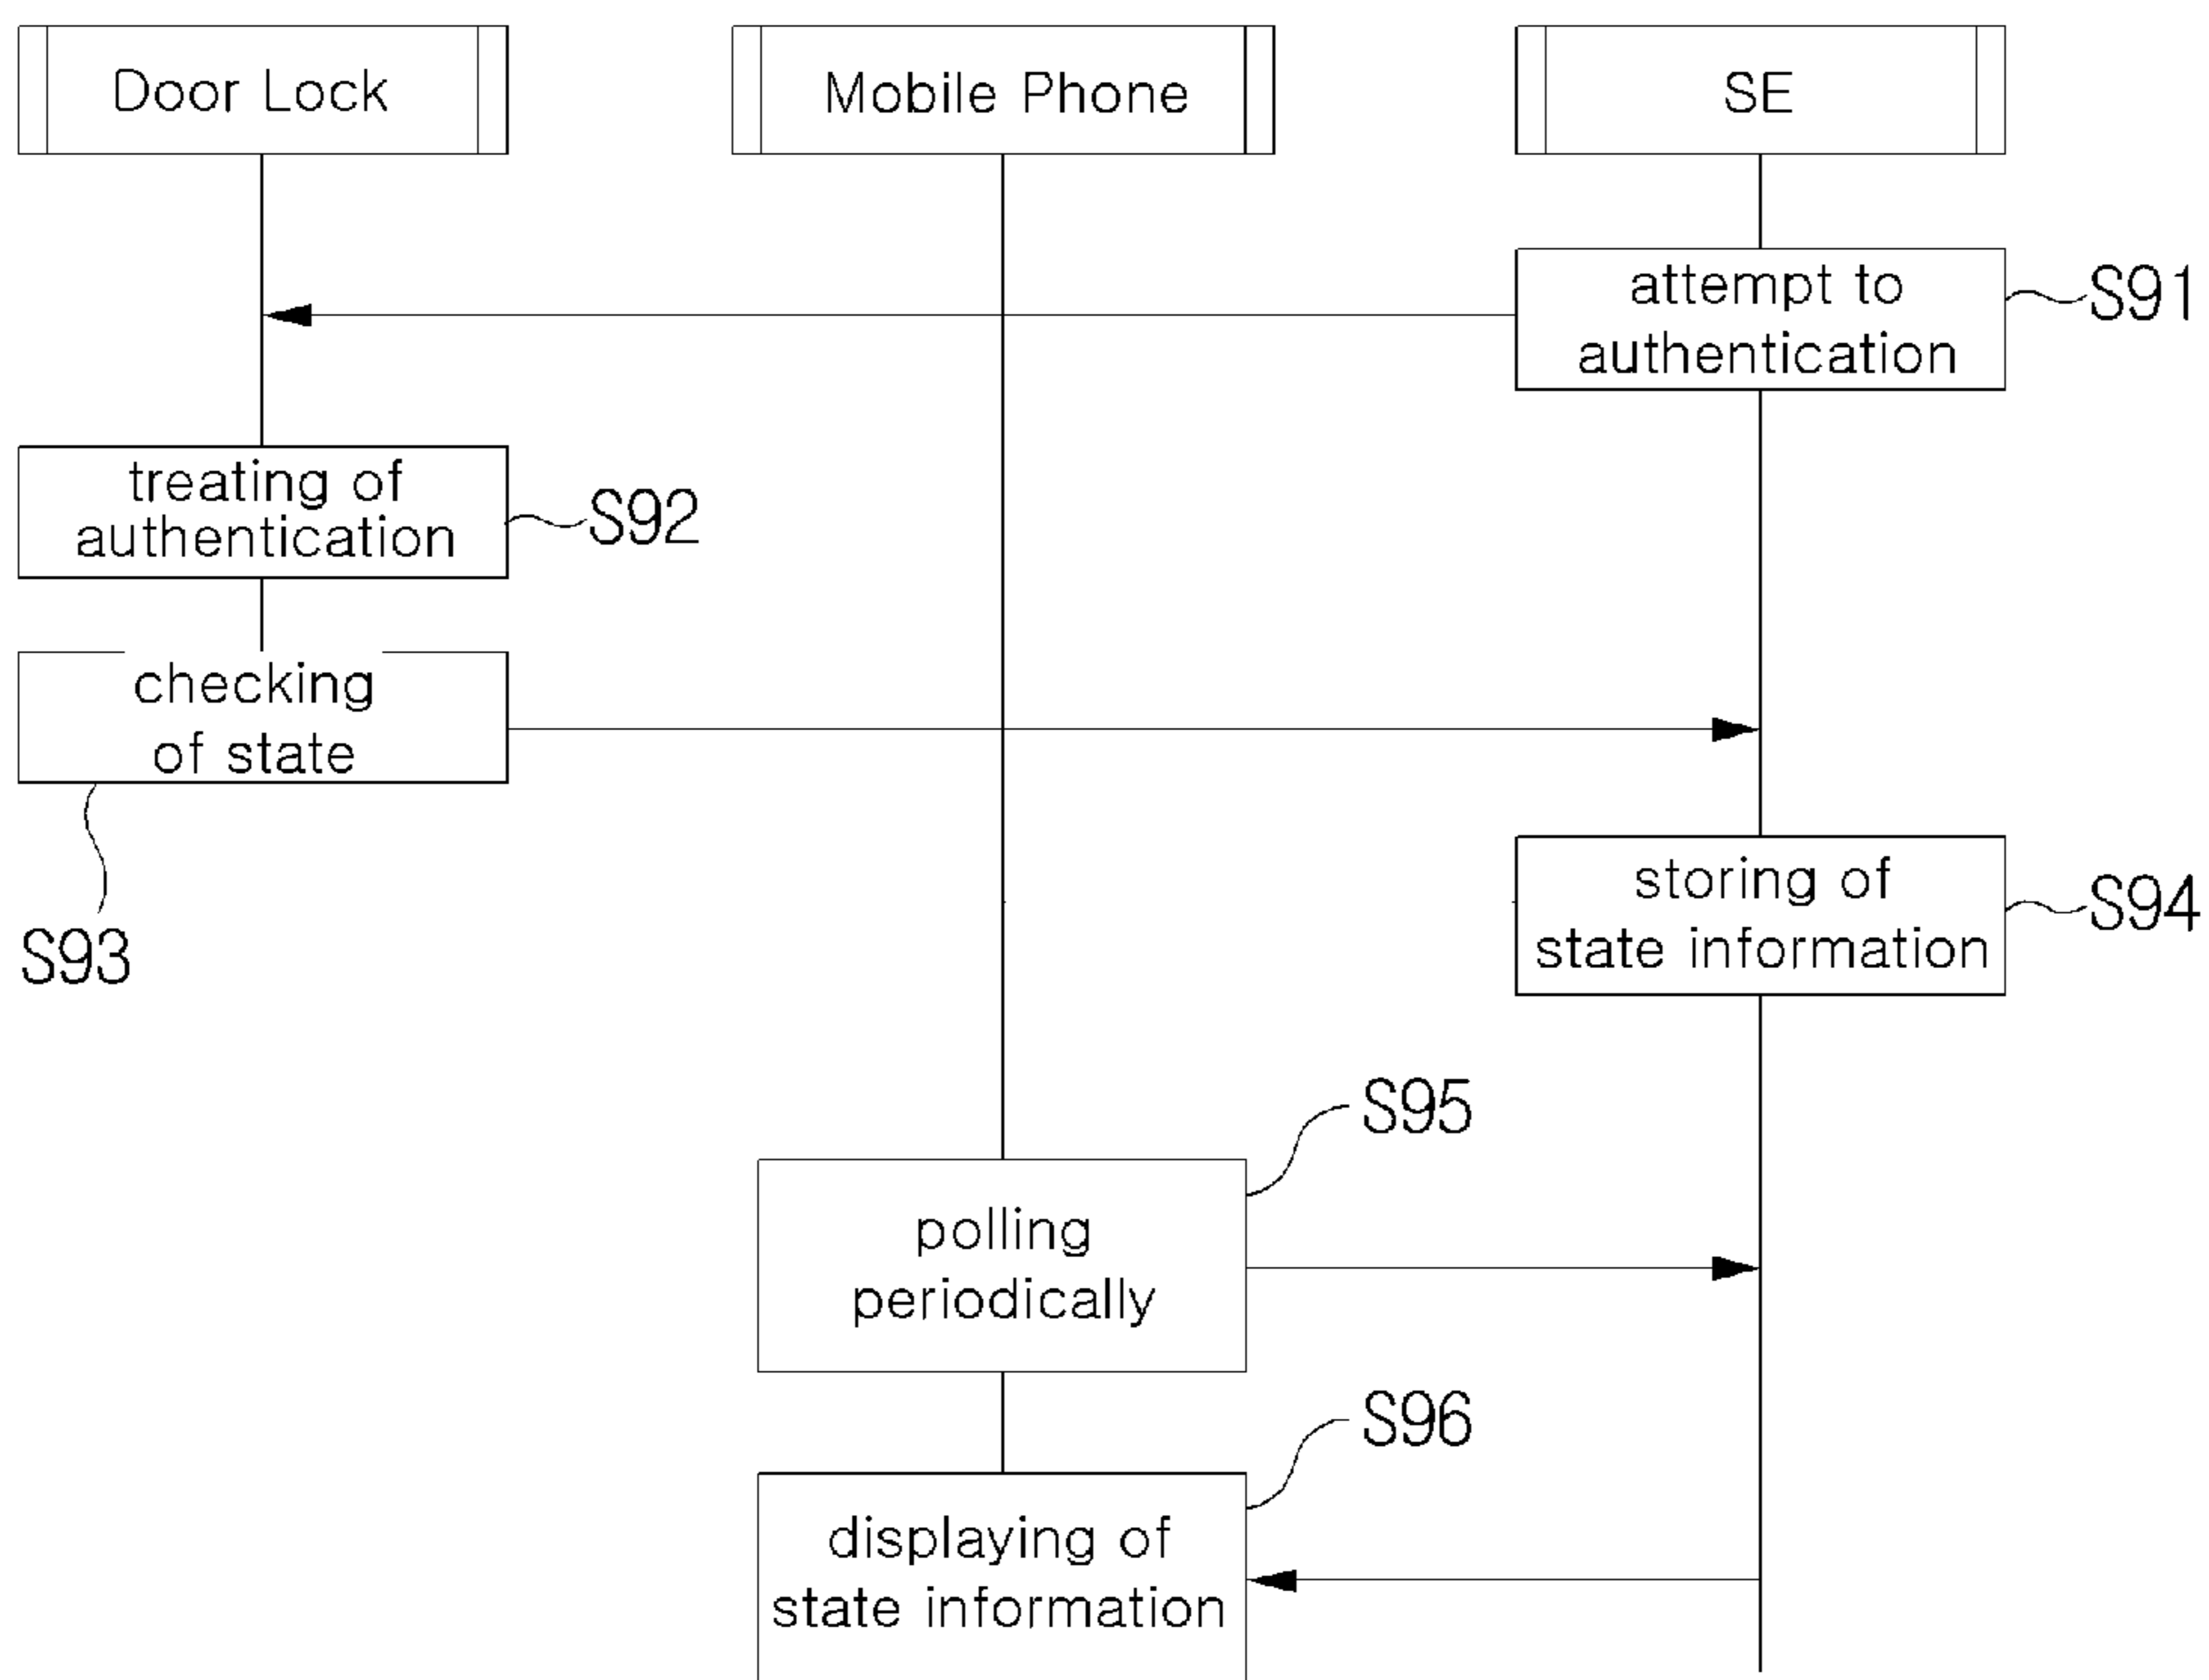 Door Lock
Mobile Phone
SE
attempt to
authentication
S91
treating of
authentication
S92
checking
of state
S93
storing of
state information
S94
S95
polling
periodically
S96
displaying of
state information